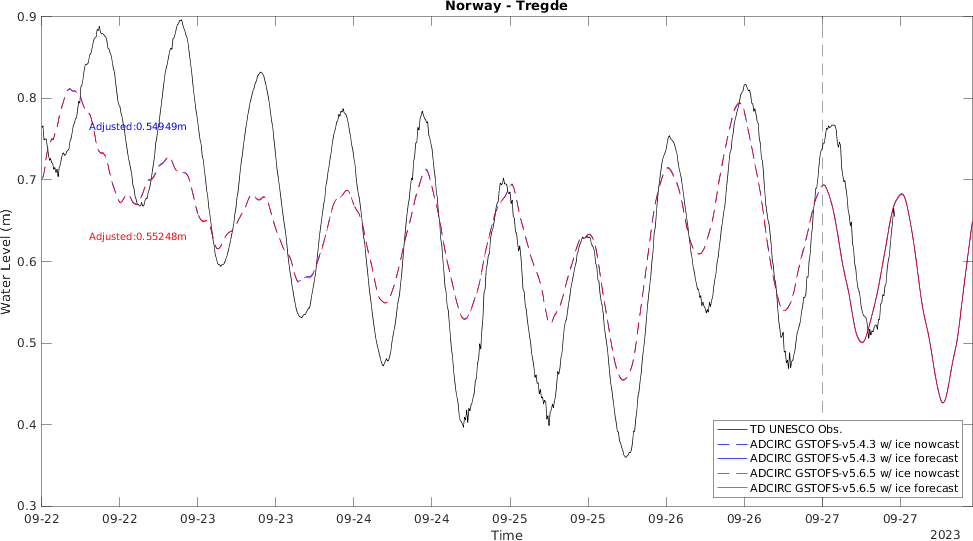 Norway - Tregde
0.9
0.8
0.7
0.6
0.5
0.4
0.3
Water Level (m)
Adjusted:0.54949m
Adjusted:0.55248m
TD UNESCO Obs.
ADCIRC GSTOFS-v5.4.3 w/ ice nowcast
ADCIRC GSTOFS-v5.4.3 w/ ice forecast
ADCIRC GSTOFS-v5.6.5 w/ ice nowcast
ADCIRC GSTOFS-v5.6.5 w/ ice forecast
09-22 09-22 09-23 09-23 09-24 09-24 09-25 09-25 09-26 09-26 09-27 09-27
Time
2023